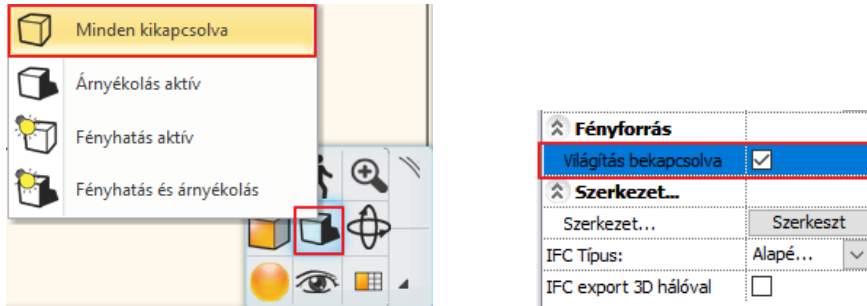 Minden kikapcsolva
Árnyékolás aktív
Fényhatás aktív
Fényhatás és árnyékolás
Fényforrás
Világítás bekapcsolva
Szerkezet...
Szerkezet... Szerkeszt
IFC Típus: Alapé...
IFC export 3D hálóval